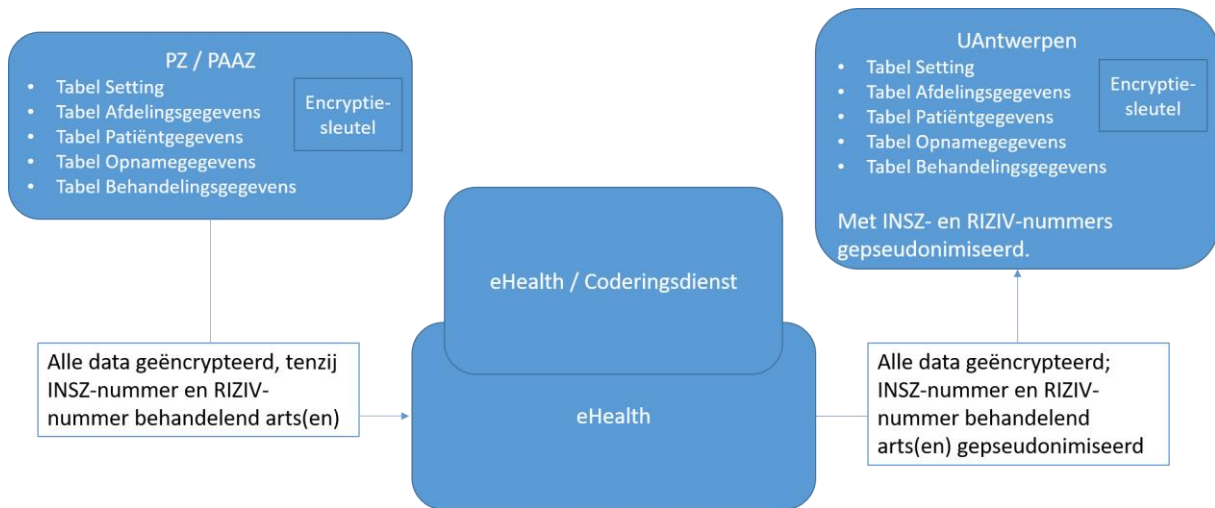 PZ / PAAZ
• Tabel Setting
• Tabel Afdelingsgegevens
• Tabel Patiëntgegevens
• Tabel Opnamegegevens
• Tabel Behandelingsgegevens
Encryptie-
sleutel
Alle data geëncrypteerd, tenzij
INSZ-nummer en RIZIV-
nummer behandelend arts(en)
eHealth / Coderingsdienst
eHealth
UAntwerpen
• Tabel Setting
• Tabel Afdelingsgegevens
• Tabel Patiëntgegevens
• Tabel Opnamegegevens
• Tabel Behandelingsgegevens
Encryptie-
sleutel
Met INSZ- en RIZIV-nummers
gepseudonimiseerd.
Alle data geëncrypteerd;
INSZ-nummer en RIZIV-
nummer behandelend
arts(en) gepseudonimiseerd